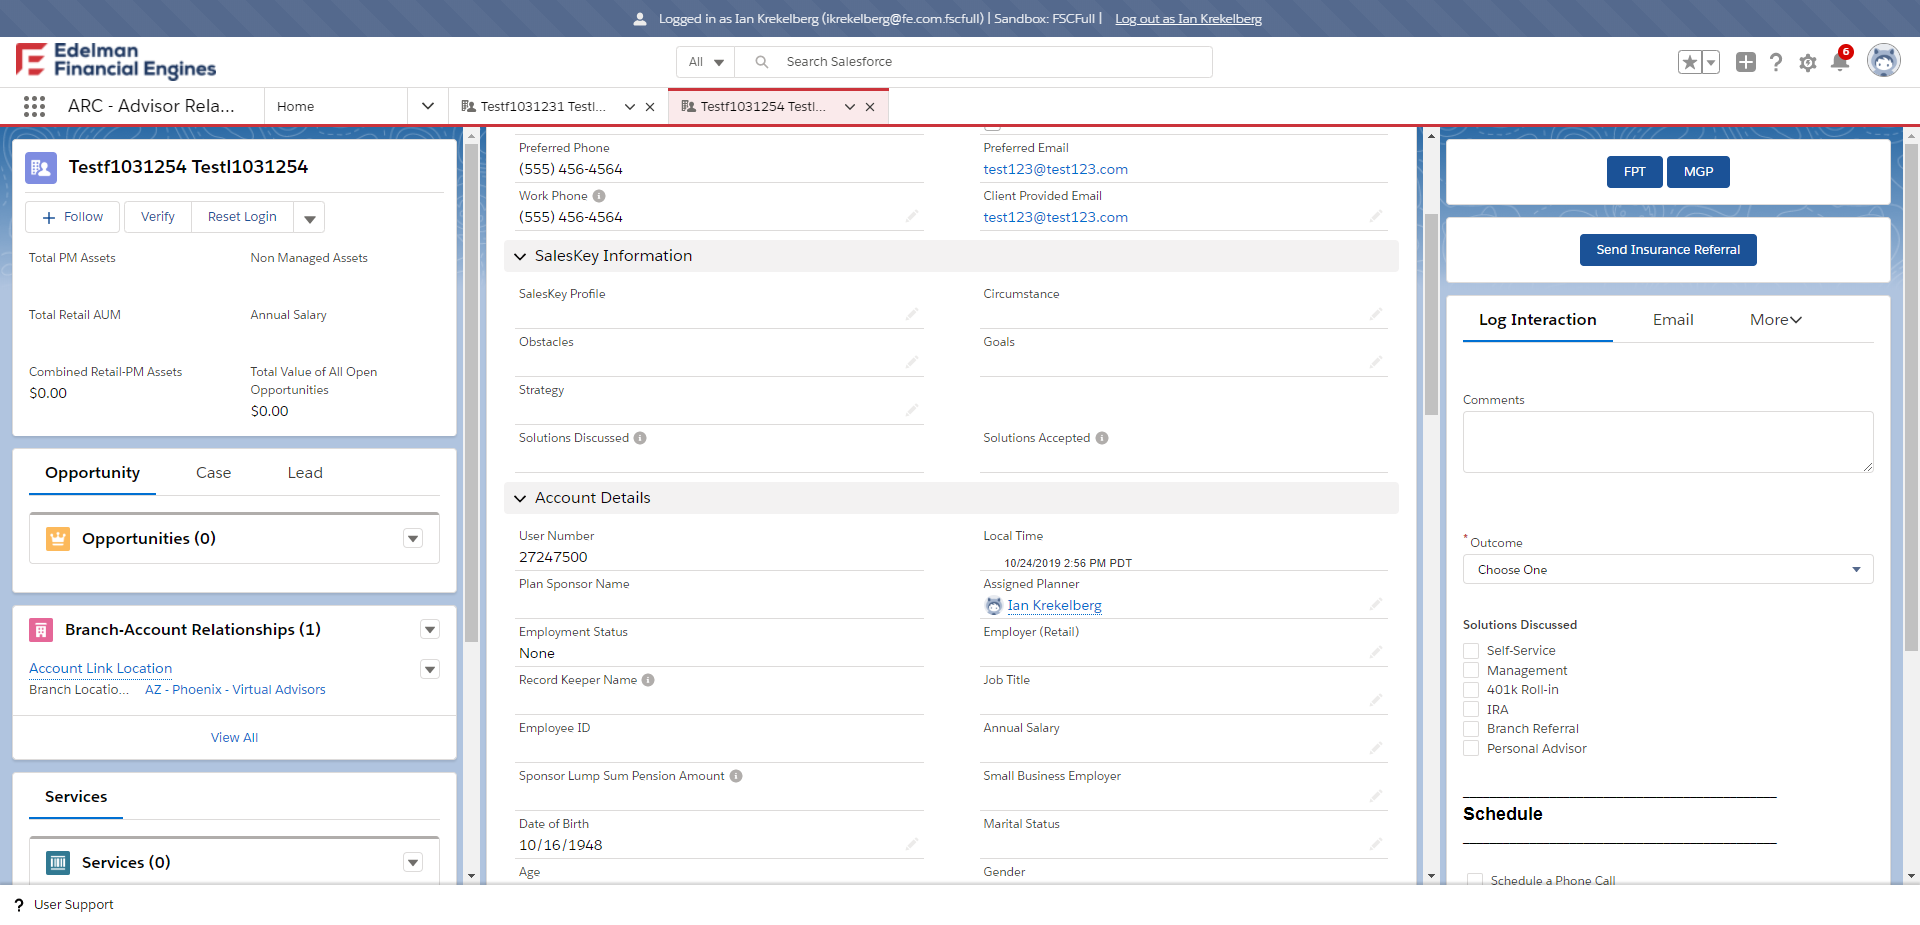 Logged in as Ian Krekelberg (ikrekelberg@fe.com.fscfull) | Sandbox: FSCFull | Log out as Ian Krekelberg
Edelman
Financial Engines
All
Search Salesforce
6
ARC - Advisor Rela...
Home
Testf1031231 Testl...
Testf1031254 Testl...
Testf1031254 Testl1031254
Follow
Verify
Reset Login
Total PM Assets
Non Managed Assets
Total Retail AUM
Annual Salary
Combined Retail-PM Assets
$0.00
Total Value of All Open
Opportunities
$0.00
Opportunity
Case
Lead
Opportunities (0)
Branch-Account Relationships (1)
Account Link Location
Branch Locatio...
AZ - Phoenix - Virtual Advisors
View All
Services
Services (0)
Preferred Phone
(555) 456-4564
Preferred Email
test123@test123.com
Work Phone
(555) 456-4564
Client Provided Email
test123@test123.com
SalesKey Information
SalesKey Profile
Circumstance
Obstacles
Goals
Strategy
Solutions Discussed
Solutions Accepted
Account Details
User Number
27247500
Local Time
10/24/2019 2:56 PM PDT
Plan Sponsor Name
Assigned Planner
Ian Krekelberg
Employment Status
None
Employer (Retail)
Record Keeper Name
Job Title
Employee ID
Annual Salary
Sponsor Lump Sum Pension Amount
Small Business Employer
Date of Birth
10/16/1948
Marital Status
Age
Gender
FPT
MGP
Send Insurance Referral
Log Interaction
Email
More
Comments
*Outcome
Choose One
Solutions Discussed
Self-Service
Management
401k Roll-in
IRA
Branch Referral
Personal Advisor
Schedule
Schedule a Phone Call
? User Support